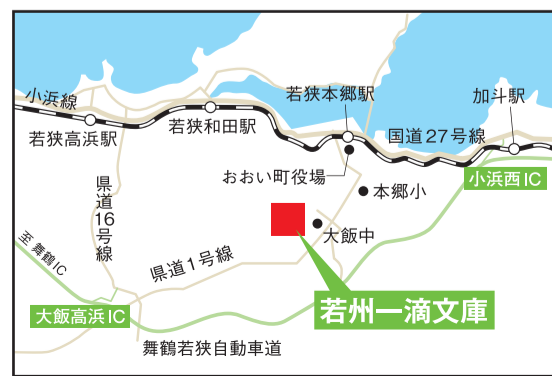 小浜線
若狭高浜駅
若狭和田駅
若狭本郷駅
加斗駅
国道27号線
おおい町役場
小浜西IC
本郷小
県道16号線
大飯中
至 舞鶴IC
県道1号線
大飯高浜IC
若州一滴文庫
舞鶴若狭自動車道